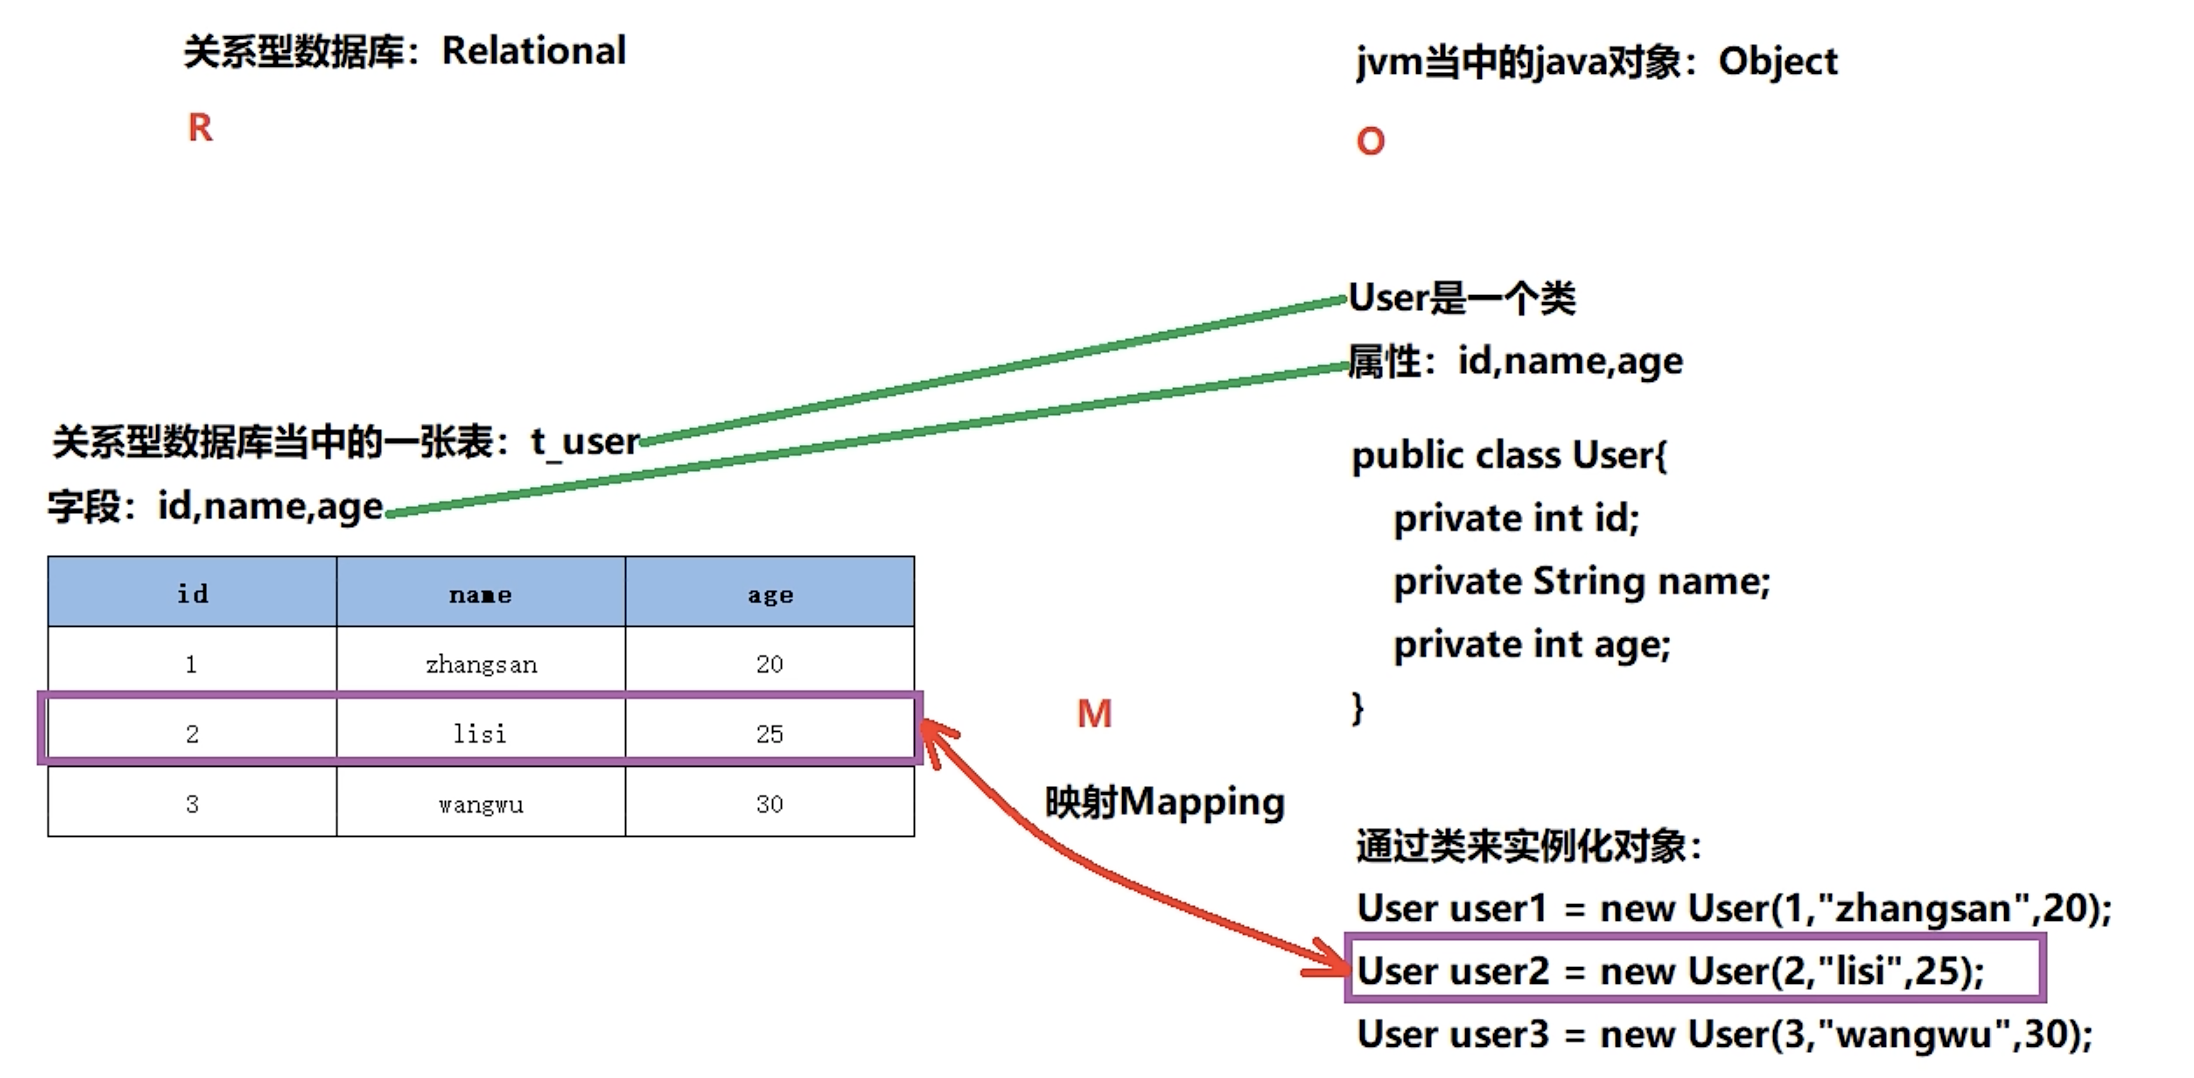 关系型数据库：Relational
R
关系型数据库当中的一张表：t_user
字段：id,name,age
id name age
1 zhangsan 20
2 lisi 25
3 wangwu 30
M
映射Mapping
jvm当中的java对象：Object
O
User是一个类
属性：id,name,age
public class User{
private int id;
private String name;
private int age;
}
通过类来实例化对象：
User user1 = new User(1,"zhangsan",20);
User user2 = new User(2,"lisi",25);
User user3 = new User(3,"wangwu",30);